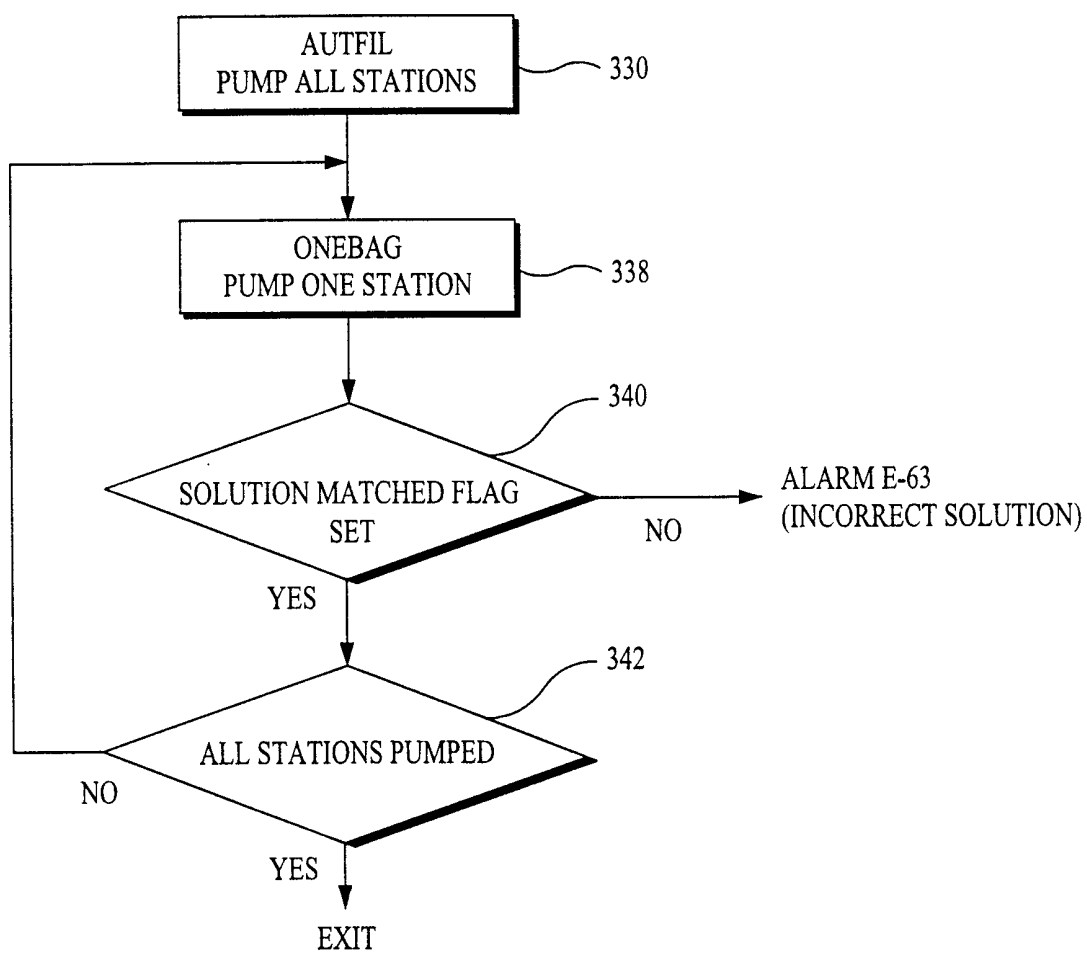 AUTFIL
PUMP ALL STATIONS
330
ONEBAG
PUMP ONE STATION
338
340
SOLUTION MATCHED FLAG
SET
NO
ALARM E-63
(INCORRECT SOLUTION)
YES
342
ALL STATIONS PUMPED
NO
YES
EXIT